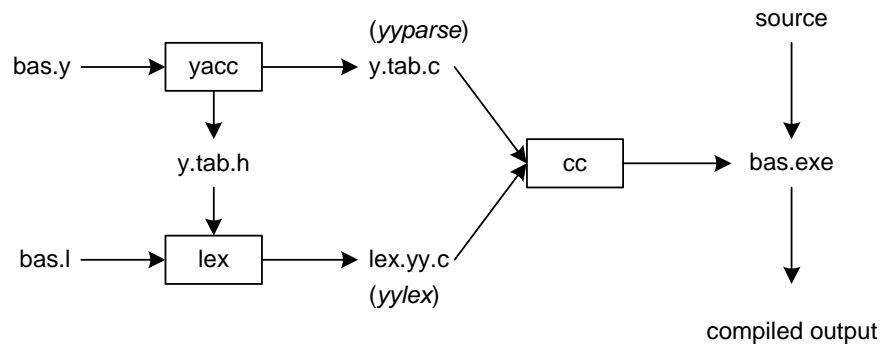 source
(yyparse)
bas.y
yacc
y.tab.c
y.tab.h
cc
bas.exe
bas.l
lex
lex.yy.c
(yylex)
compiled output